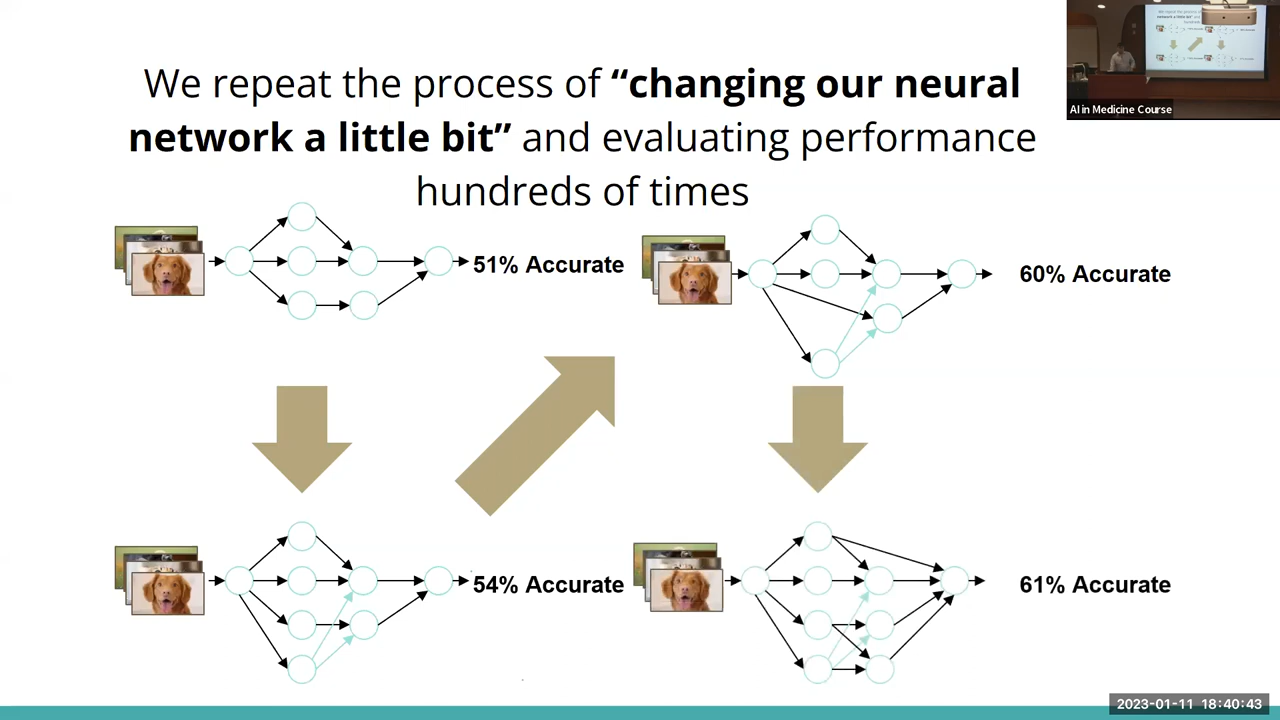 We repeat the process of “changing our neural
network a little bit” and evaluating performance
hundreds of times
51% Accurate
60% Accurate
54% Accurate
61% Accurate
AI in Medicine Course
2023-01-11 18:40:43